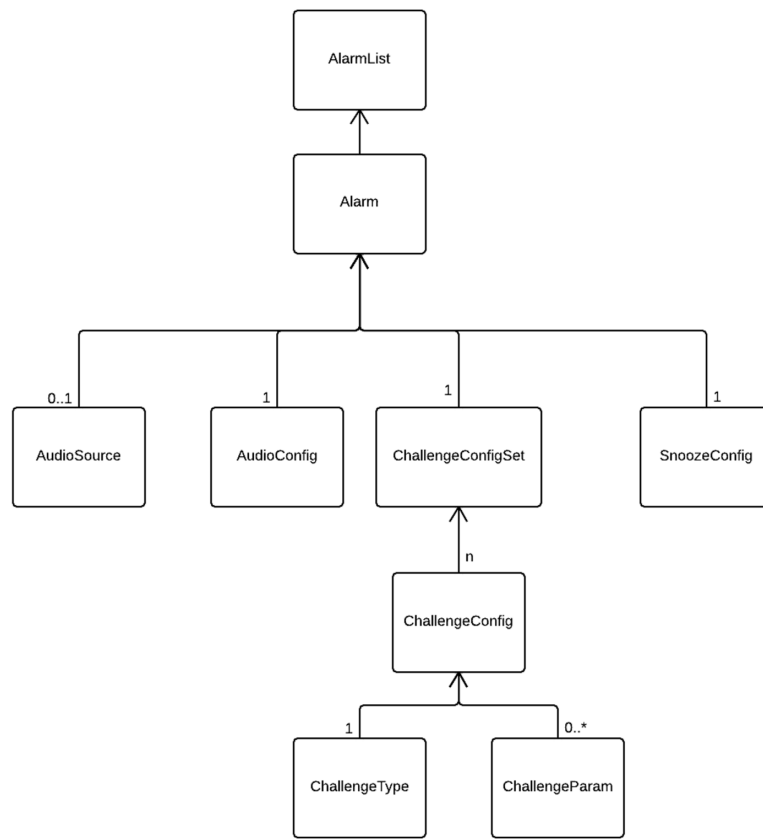 AlarmList
Alarm
0..1
1
1
1
AudioSource
AudioConfig
ChallengeConfigSet
SnoozeConfig
n
ChallengeConfig
1
0..*
ChallengeType
ChallengeParam